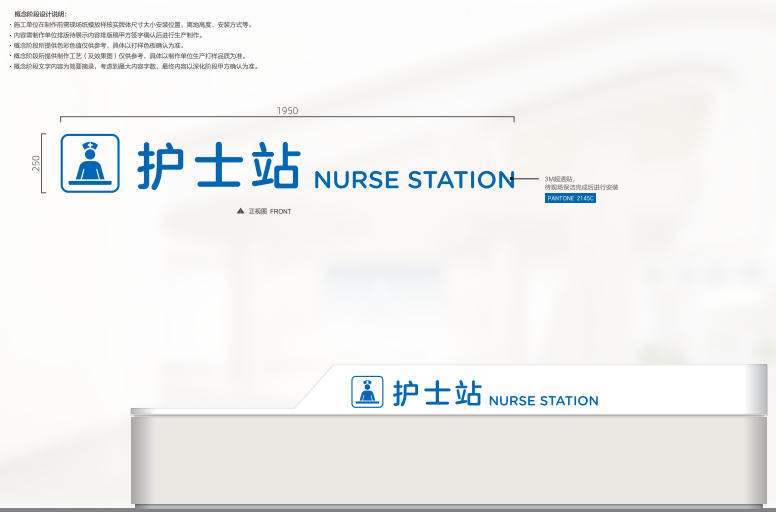 概念阶段设计说明：
· 施工单位在制作前需现场纸模放样核实牌体尺寸大小安装位置，离地高度，安装方式等。
· 内容需制作单位排版待展示内容排版稿甲方签字确认后进行生产制作。
· 概念阶段所提供色彩色值仅供参考，具体以打样色板确认为准。
· 概念阶段所提供制作工艺（及效果图）仅供参考，具体以制作单位生产打样品质为准。
· 概念阶段文字内容为简要摘录，考虑到最大内容字数，最终内容以深化阶段甲方确认为准。
1950
250
护士站 NURSE STATION
3M超透贴，
待现场保洁完成后进行安装
PANTONE 2145C
▲ 正视图 FRONT
护士站 NURSE STATION